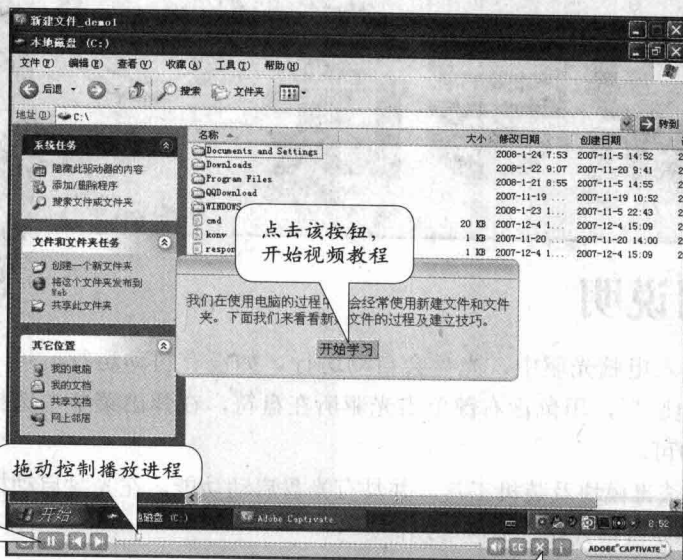 新建文件_demo1
本地磁盘 (C:)
文件(F) 编辑(E) 查看(V) 收藏(A) 工具(T) 帮助(H)
后退 搜索 文件夹
地址(D) C:\ 转到
名称 大小 修改日期 创建日期
系统任务
隐藏此驱动器的内容
添加/删除程序
搜索文件或文件夹
Documents and Settings 2008-1-24 7:53 2007-11-5 14:52
Downloads 2008-1-22 9:07 2007-11-20 9:41
Program Files 2008-1-21 8:55 2007-11-5 14:55
QQDownload 2007-11-19 ... 2007-11-19 10:52
WINDOWS 2008-1-23 1... 2007-11-5 22:43
cmd 20 KB 2007-12-4 1... 2007-12-4 15:09
konv 1 KB 2007-11-20 ... 2007-11-20 14:00
respon 1 KB 2007-12-4 1... 2007-12-4 15:09
点击该按钮,
开始视频教程
文件和文件夹任务
创建一个新文件夹
将这个文件夹发布到
Web
共享此文件夹
我们在使用电脑的过程中 会经常使用新建文件和文件
夹。下面我们来看看新 文件的过程及建立技巧。
开始学习
其它位置
我的电脑
我的文档
共享文档
网上邻居
拖动控制播放进程
开始 地磁盘 (C:) Adobe Captivate 8:52
CC ADOBE CAPTIVATE